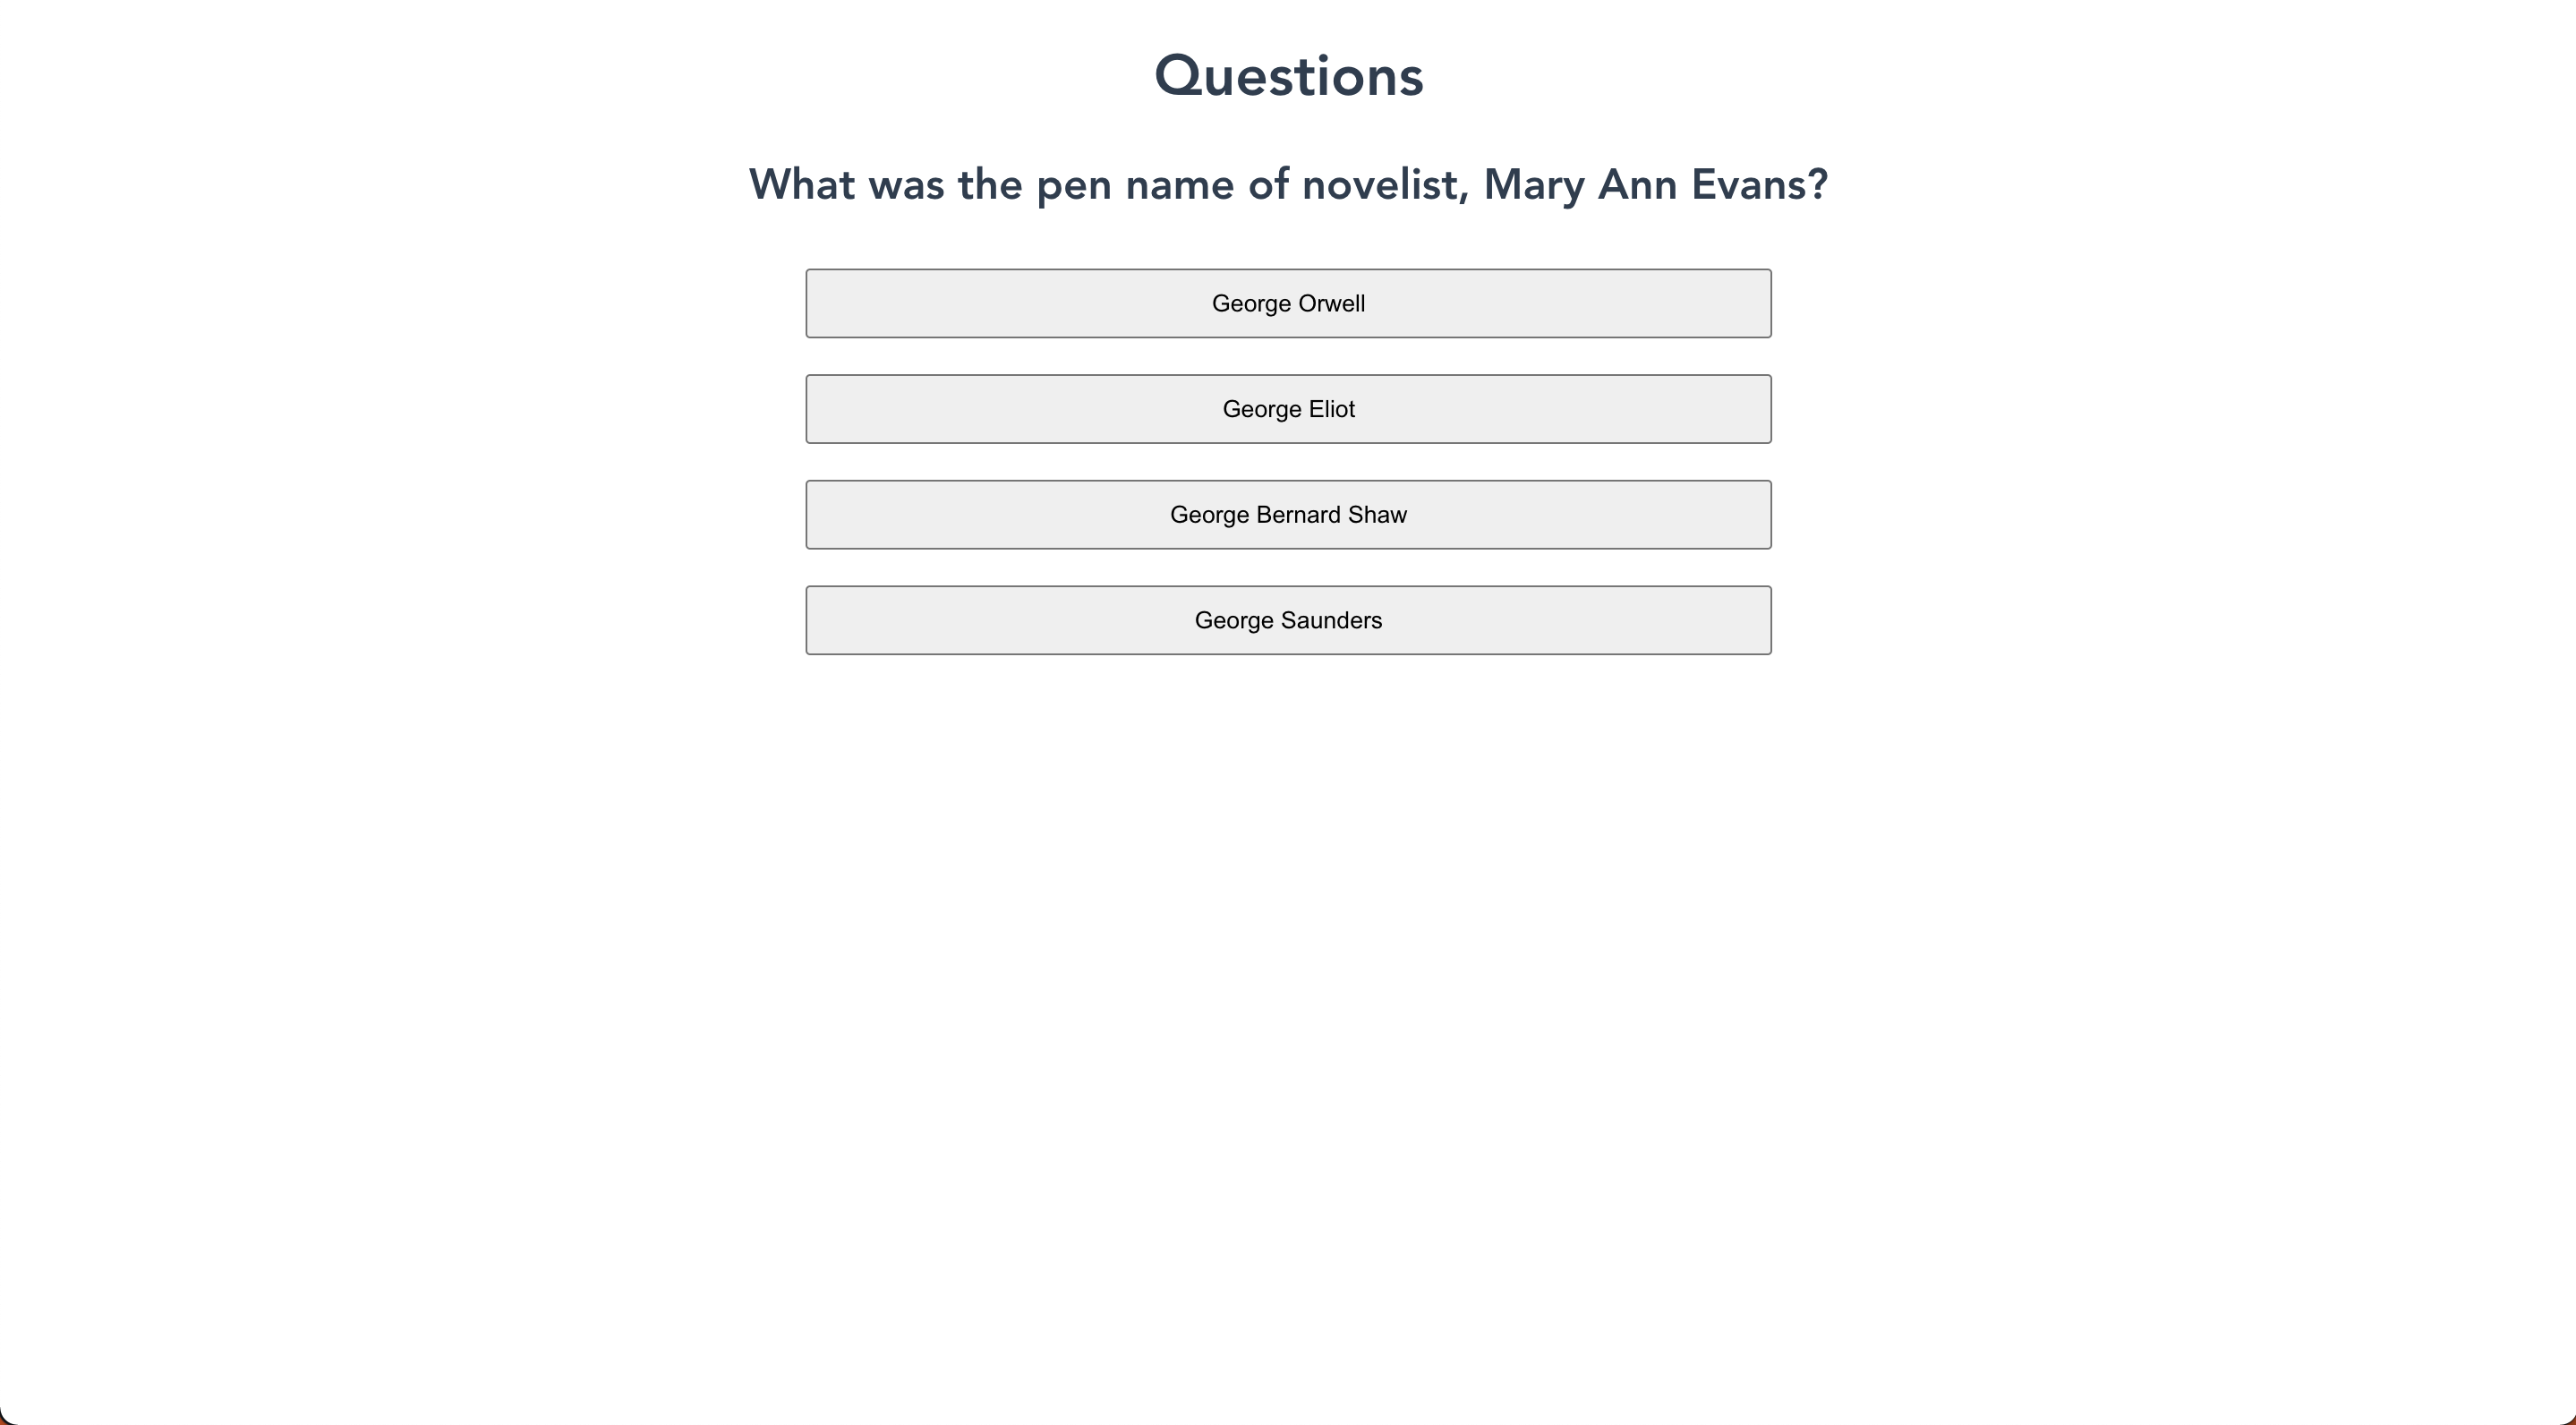 Questions
What was the pen name of novelist, Mary Ann Evans?
George Orwell
George Eliot
George Bernard Shaw
George Saunders